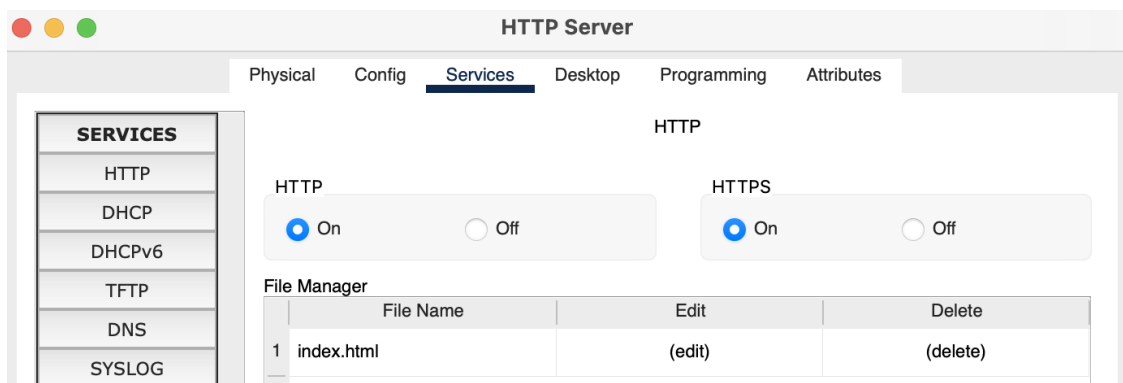 HTTP Server
Physical Config Services Desktop Programming Attributes
SERVICES
HTTP
DHCP
DHCPv6
TFTP
DNS
SYSLOG
HTTP
HTTP
On Off
HTTPS
On Off
File Manager
File Name Edit Delete
1 index.html (edit) (delete)